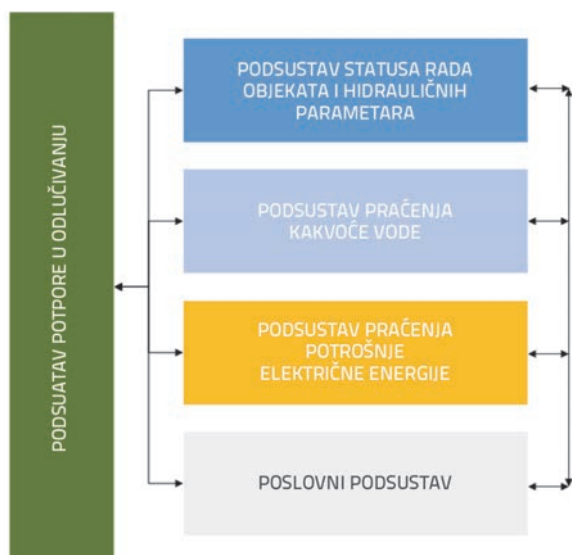 PODSUATAV POTPORE U ODLUČIVANJU
PODSUSTAV STATUSA RADA
OBJEKATA I HIDRAULIČNIH
PARAMETARA
PODSUSTAV PRAĆENJA
KAKVOĆE VODE
PODSUSTAV PRAĆENJA
POTROŠNJE
ELEKTRIČNE ENERGIJE
POSLOVNI PODSUSTAV